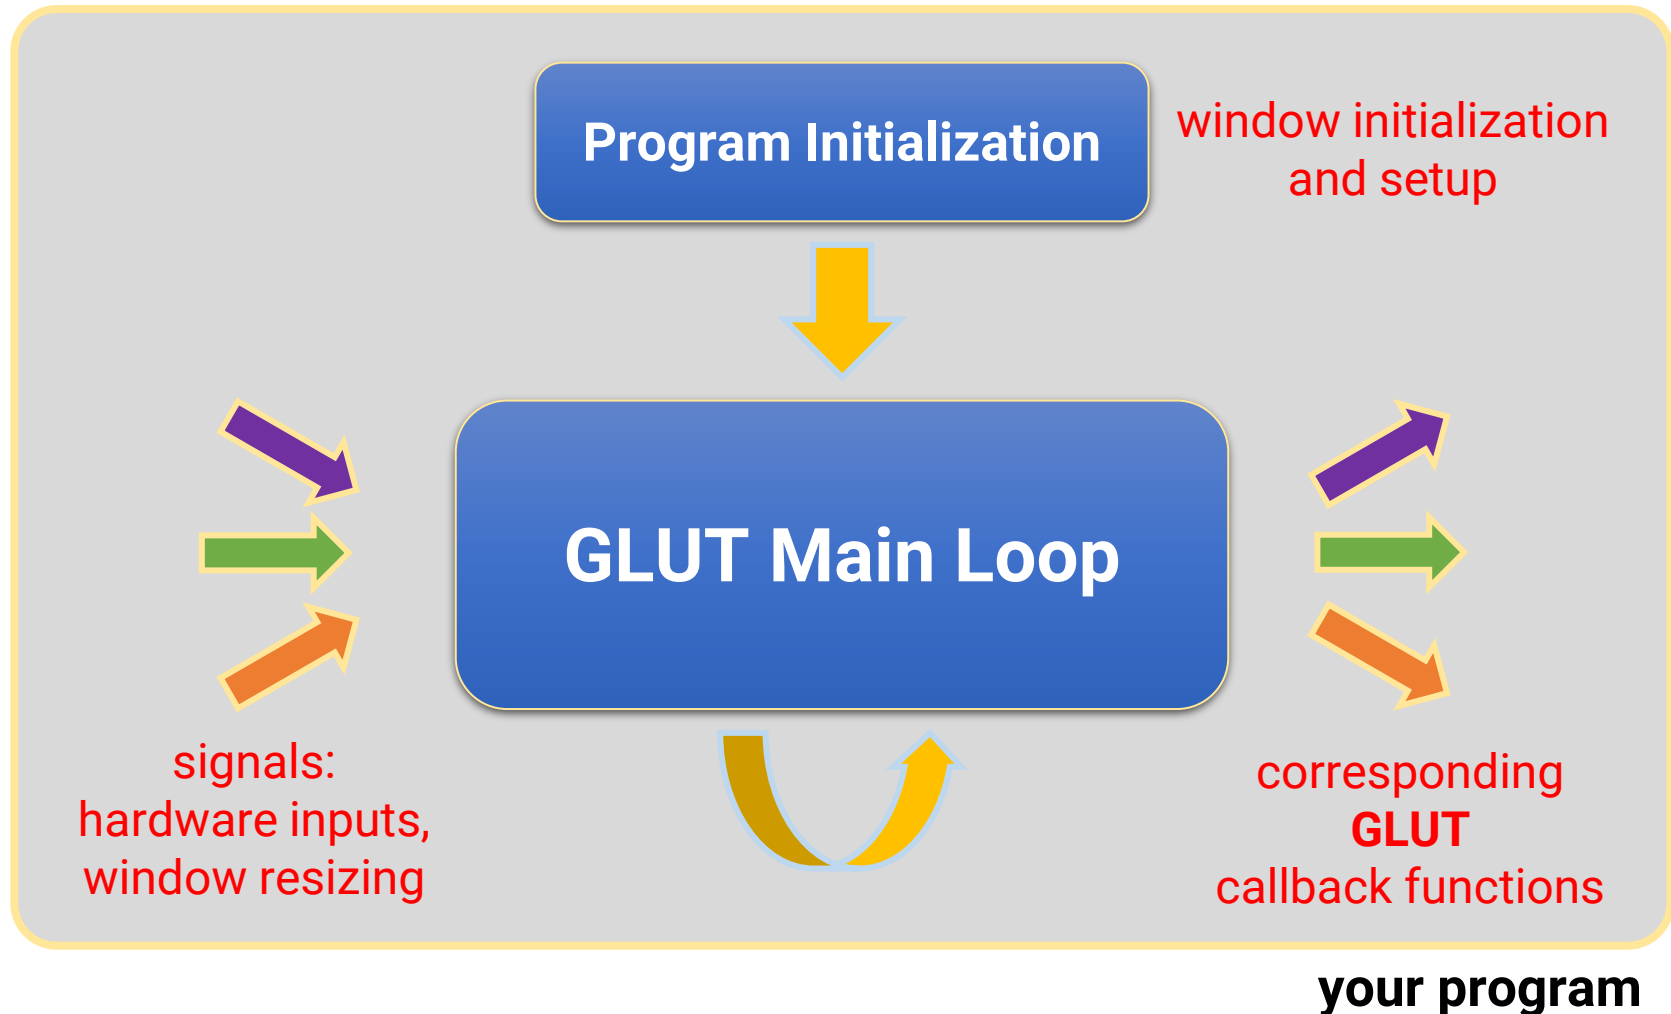 Program Initialization
window initialization
and setup
GLUT Main Loop
signals:
hardware inputs,
window resizing
corresponding
GLUT
callback functions
your program